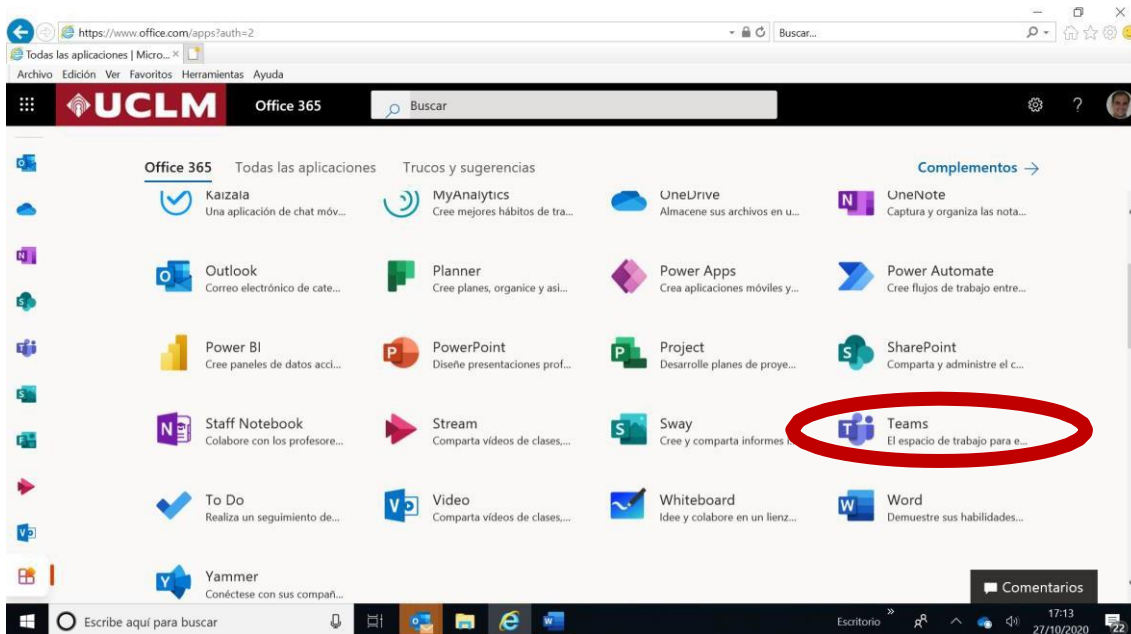 https://www.office.com/apps?auth=2
Buscar...
Todas las aplicaciones | Micro...
Archivo Edición Ver Favoritos Herramientas Ayuda
UCLM
Office 365
Buscar
?
Office 365
Todas las aplicaciones
Trucos y sugerencias
Complementos →
Kaizala
Una aplicación de chat móv...
MyAnalytics
Cree mejores hábitos de tra...
OneDrive
Almacene sus archivos en u...
OneNote
Captura y organiza las nota...
Outlook
Correo electrónico de cate...
Planner
Cree planes, organice y asi...
Power Apps
Crea aplicaciones móviles y...
Power Automate
Cree flujos de trabajo entre...
Power BI
Cree paneles de datos acci...
PowerPoint
Diseñe presentaciones prof...
Project
Desarrolle planes de proye...
SharePoint
Comparta y administre el c...
Staff Notebook
Colabore con los profesore...
Stream
Comparta vídeos de clases,...
Sway
Cree y comparta informes
Teams
El espacio de trabajo para e...
To Do
Realiza un seguimiento de...
Video
Comparta vídeos de clases,...
Whiteboard
Idee y colabore en un lienz...
Word
Demuestre sus habilidades...
Yammer
Conéctese con sus compañ...
Comentarios
Escribe aquí para buscar
Escritorio
17:13
27/10/2020
22